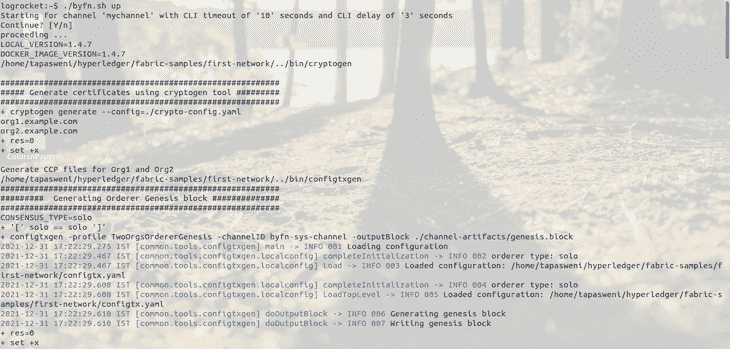 logrocket:~$ ./byfn.sh up
Starting for channel 'mychannel' with CLI timeout of '10' seconds and CLI delay of '3' seconds
Continue? [Y/n]
proceeding ...
LOCAL_VERSION=1.4.7
DOCKER_IMAGE_VERSION=1.4.7
/home/tapasweni/hyperledger/fabric-samples/first-network/../bin/cryptogen

##########################################################
##### Generate certificates using cryptogen tool #########
##########################################################
+ cryptogen generate --config=./crypto-config.yaml
org1.example.com
org2.example.com
+ res=0
+ set +x

Generate CCP files for Org1 and Org2
/home/tapasweni/hyperledger/fabric-samples/first-network/../bin/configtxgen
##########################################################
#########  Generating Orderer Genesis block ##############
##########################################################
CONSENSUS_TYPE=solo
+ '[' solo == solo ']'
+ configtxgen -profile TwoOrgsOrdererGenesis -channelID byfn-sys-channel -outputBlock ./channel-artifacts/genesis.block
2021-12-31 17:22:29.275 IST [common.tools.configtxgen] main -> INFO 001 Loading configuration
2021-12-31 17:22:29.467 IST [common.tools.configtxgen.localconfig] completeInitialization -> INFO 002 orderer type: solo
2021-12-31 17:22:29.467 IST [common.tools.configtxgen.localconfig] Load -> INFO 003 Loaded configuration: /home/tapasweni/hyperledger/fabric-samples/f
irst-network/configtx.yaml
2021-12-31 17:22:29.608 IST [common.tools.configtxgen.localconfig] completeInitialization -> INFO 004 orderer type: solo
2021-12-31 17:22:29.608 IST [common.tools.configtxgen.localconfig] LoadTopLevel -> INFO 005 Loaded configuration: /home/tapasweni/hyperledger/fabric-s
amples/first-network/configtx.yaml
2021-12-31 17:22:29.610 IST [common.tools.configtxgen] doOutputBlock -> INFO 006 Generating genesis block
2021-12-31 17:22:29.610 IST [common.tools.configtxgen] doOutputBlock -> INFO 007 Writing genesis block
+ res=0
+ set +x